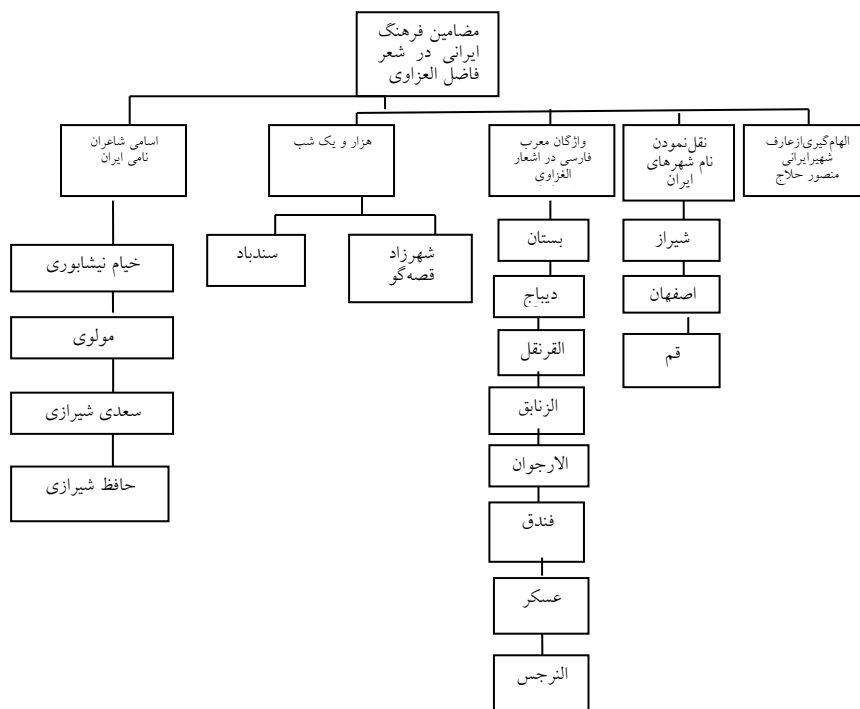 مضامین فرهنگ
ایرانی در شعر
فاضل العزاوی
الهام‌گیری‌ازعارف
شهیرایرانی
منصور حلاج
نقل‌نمودن
نام شهرهای
ایران
شیراز
اصفهان
قم
واژگان معرب
فارسی در اشعار
الغزاوی
بستان
دیباج
القرنقل
الزنابق
الارجوان
فندق
عسکر
النرجس
هزار و یک شب
شهرزاد
قصه‌گو
سندباد
اسامی شاعران
نامی ایران
خیام نیشابوری
مولوی
سعدی شیرازی
حافظ شیرازی